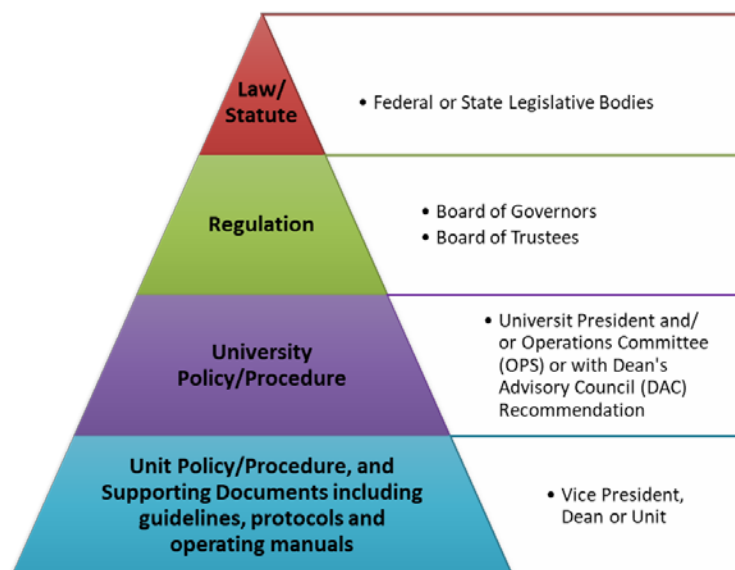 Law/
Statute
• Federal or State Legislative Bodies
Regulation
• Board of Governors
• Board of Trustees
University
Policy/Procedure
• Universit President and/
or Operations Committee
(OPS) or with Dean's
Advisory Council (DAC)
Recommendation
Unit Policy/Procedure, and
Supporting Documents including
guidelines, protocols and
operating manuals
• Vice President,
Dean or Unit